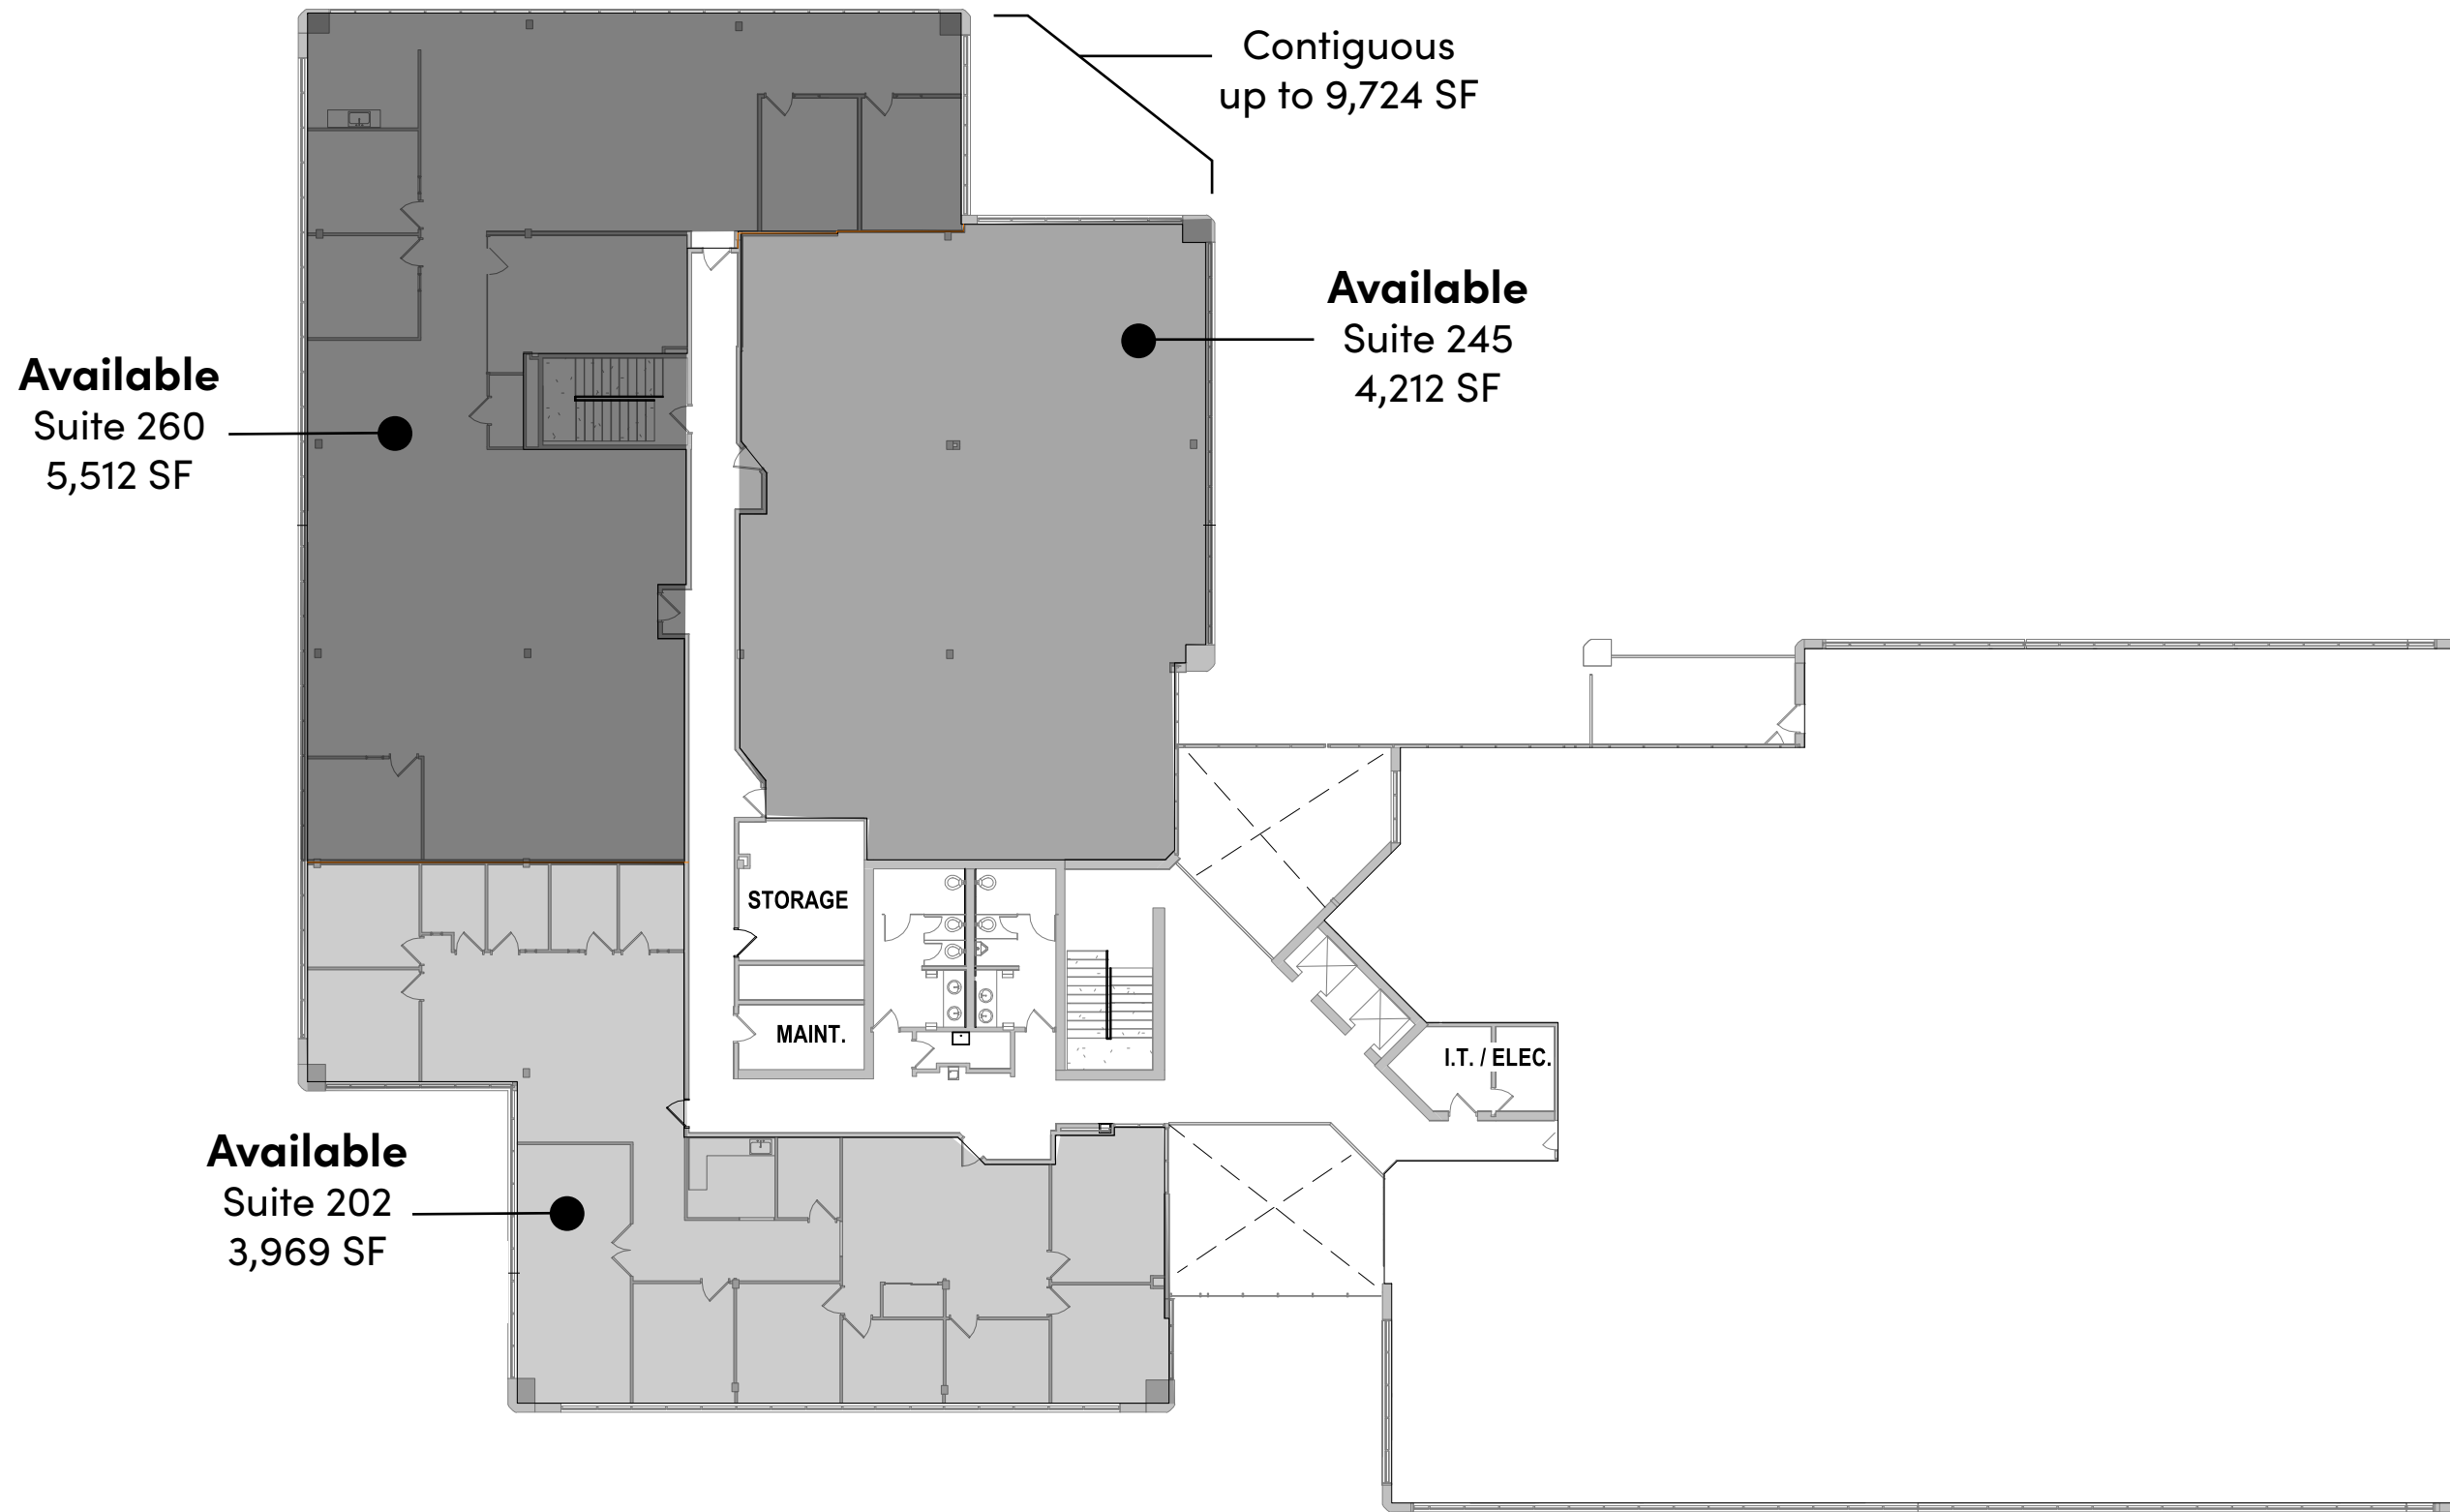 Contiguous
up to 9,724 SF
Available
Suite 245
4,212 SF
Available
Suite 260
5,512 SF
STORAGE
MAINT.
I.T. / ELEC.
Available
Suite 202
3,969 SF